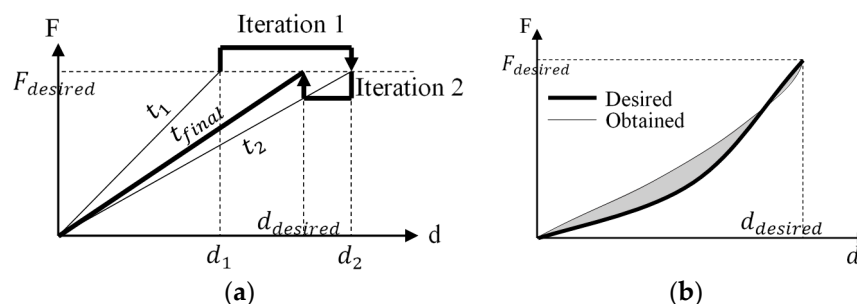 F
Iteration 1
F_desired
t_1
t_final
t_2
Iteration 2
d_desired
d
d_1
d_2
(a)
F
F_desired
Desired
Obtained
d_desired
d
(b)